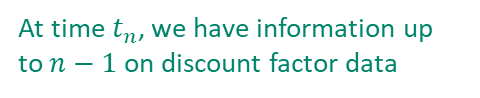 At time tₙ, we have information up
to n − 1 on discount factor data